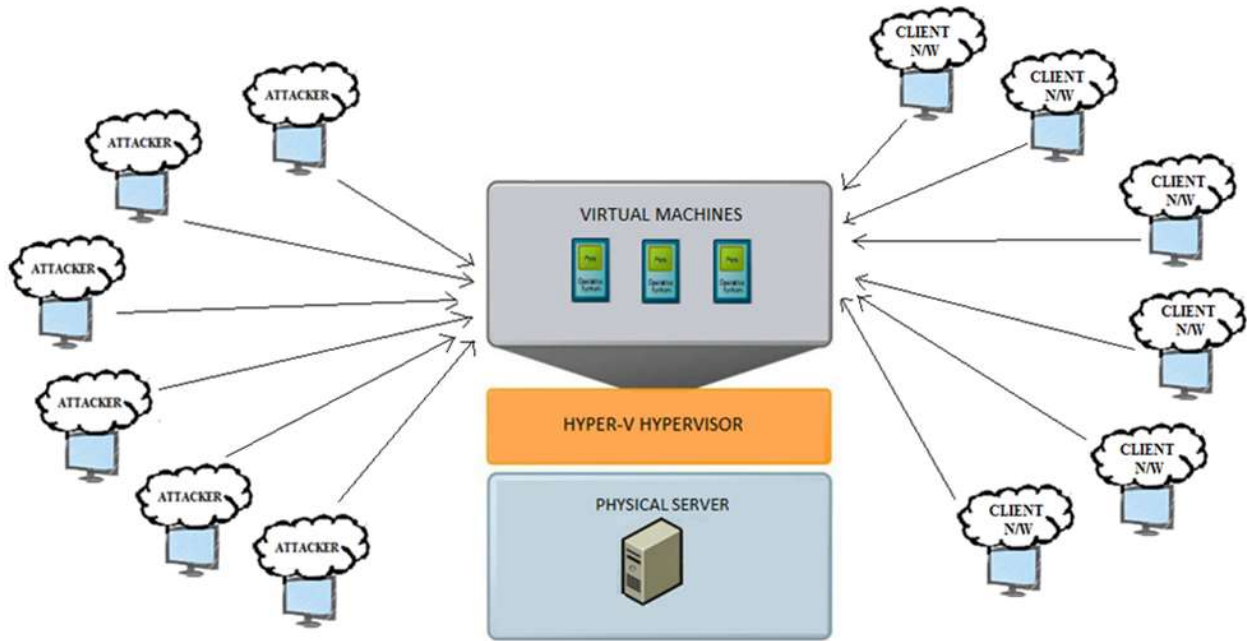 CLIENT
N/W
ATTACKER
CLIENT
N/W
ATTACKER
CLIENT
N/W
VIRTUAL MACHINES
ATTACKER
CLIENT
N/W
ATTACKER
HYPER-V HYPERVISOR
CLIENT
N/W
ATTACKER
CLIENT
N/W
PHYSICAL SERVER
ATTACKER